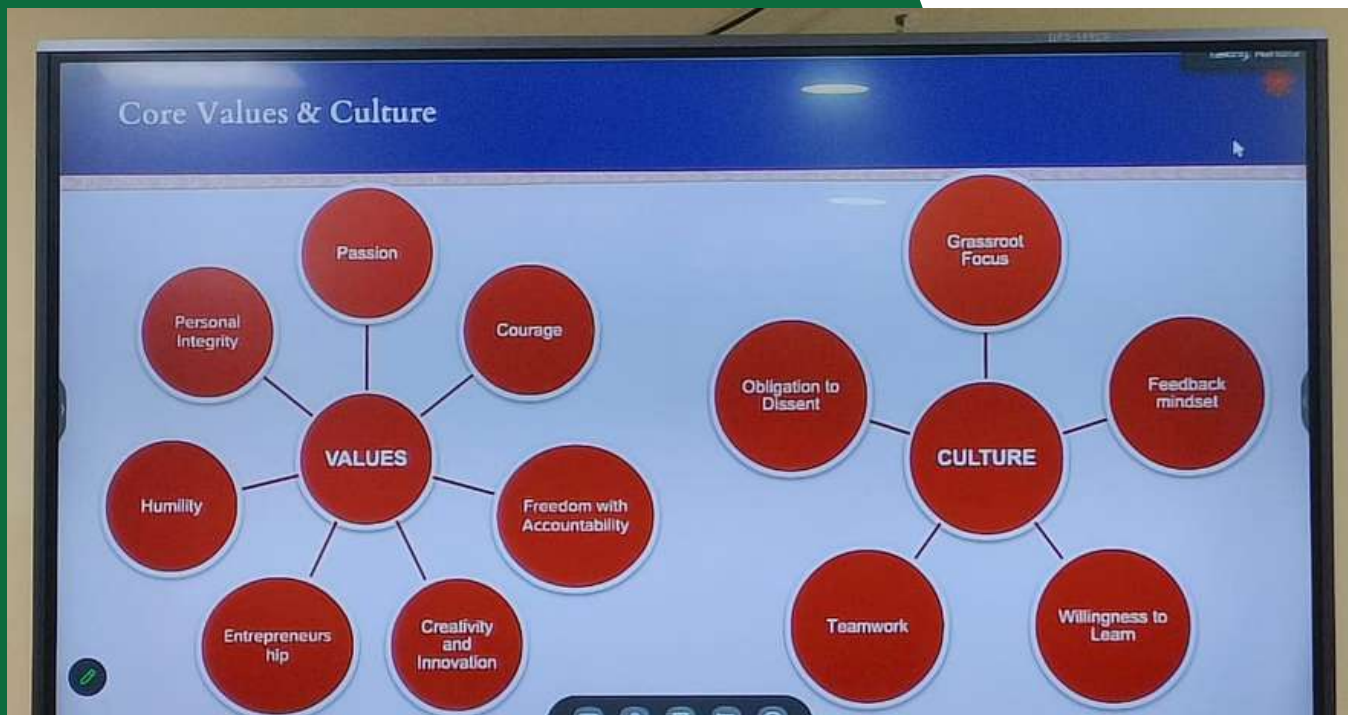 Core Values & Culture
Passion
Personal
Integrity
Courage
VALUES
Humility
Freedom with
Accountability
Entrepreneurs
hip
Creativity
and
Innovation
Grassroot
Focus
Obligation to
Dissent
Feedback
mindset
CULTURE
Teamwork
Willingness to
Learn